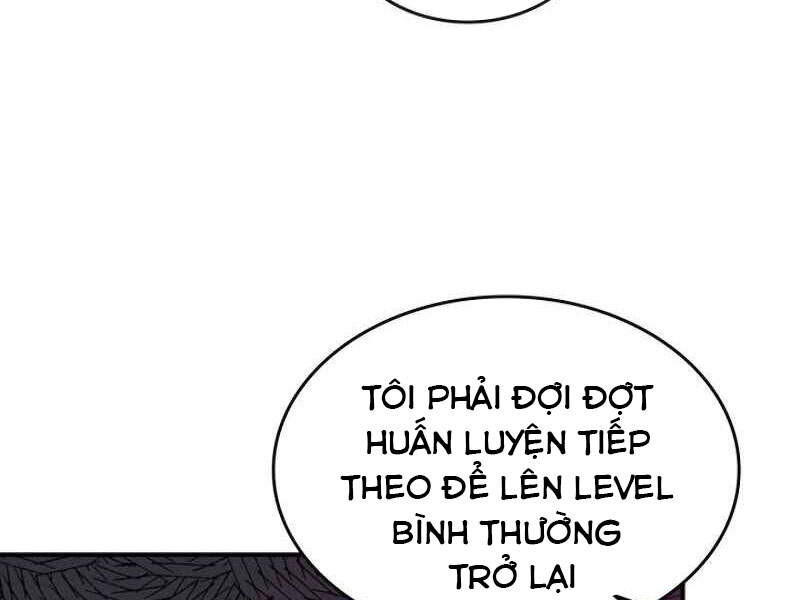 TÔI PHẢI ĐỢI ĐỢT
HUẤN LUYỆN TIẾP
THEO ĐỂ LÊN LEVEL
BÌNH THƯỜNG
TRỞ LẠI